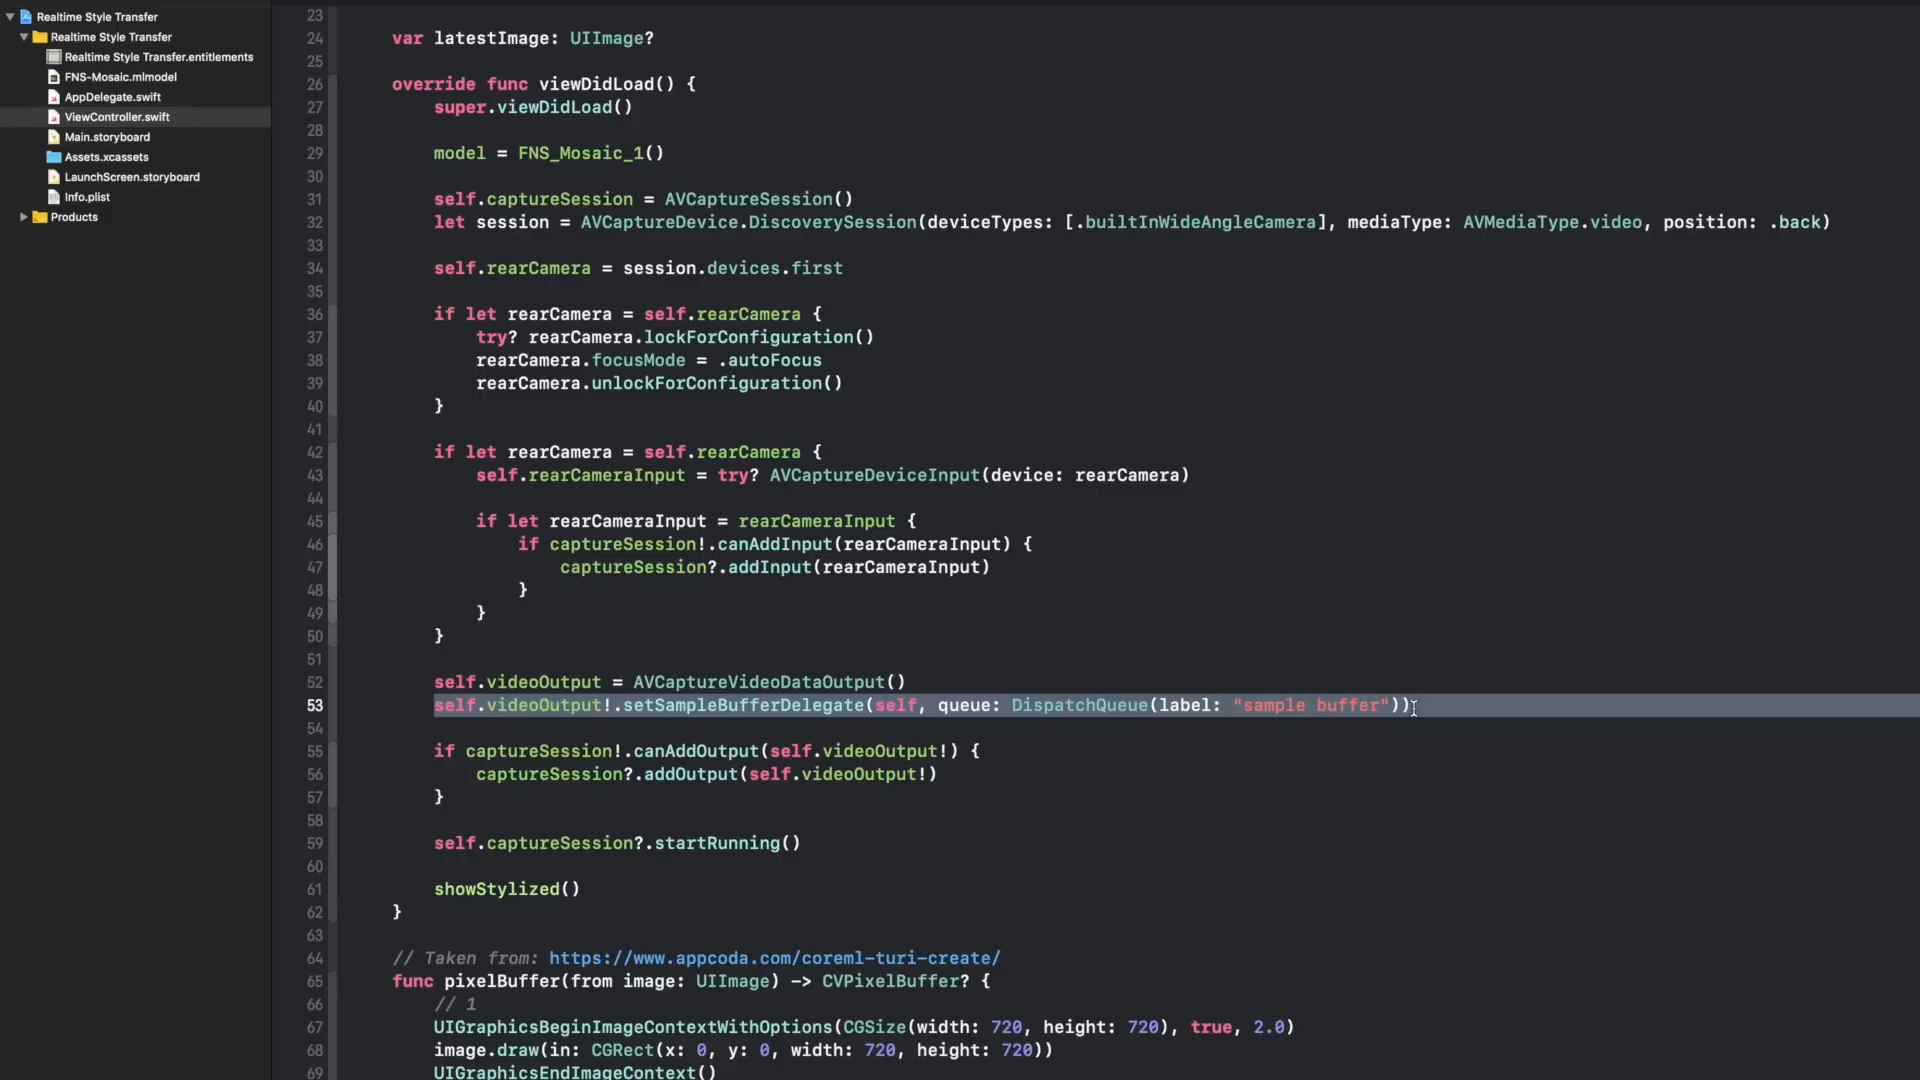 Realtime Style Transfer
Realtime Style Transfer
Realtime Style Transfer.entitlements
FNS-Mosaic.mlmodel
AppDelegate.swift
ViewController.swift
Main.storyboard
Assets.xcassets
LaunchScreen.storyboard
Info.plist
Products
23
24 var latestImage: UIImage?
25
26 override func viewDidLoad() {
27 super.viewDidLoad()
28
29 model = FNS_Mosaic_1()
30
31 self.captureSession = AVCaptureSession()
32 let session = AVCaptureDevice.DiscoverySession(deviceTypes: [.builtInWideAngleCamera], mediaType: AVMediaType.video, position: .back)
33
34 self.rearCamera = session.devices.first
35
36 if let rearCamera = self.rearCamera {
37 try? rearCamera.lockForConfiguration()
38 rearCamera.focusMode = .autoFocus
39 rearCamera.unlockForConfiguration()
40 }
41
42 if let rearCamera = self.rearCamera {
43 self.rearCameraInput = try? AVCaptureDeviceInput(device: rearCamera)
44
45 if let rearCameraInput = rearCameraInput {
46 if captureSession!.canAddInput(rearCameraInput) {
47 captureSession?.addInput(rearCameraInput)
48 }
49 }
50 }
51
52 self.videoOutput = AVCaptureVideoDataOutput()
53 self.videoOutput!.setSampleBufferDelegate(self, queue: DispatchQueue(label: "sample buffer"))
54
55 if captureSession!.canAddOutput(self.videoOutput!) {
56 captureSession?.addOutput(self.videoOutput!)
57 }
58
59 self.captureSession?.startRunning()
60
61 showStylized()
62 }
63
64 // Taken from: https://www.appcoda.com/coreml-turi-create/
65 func pixelBuffer(from image: UIImage) -> CVPixelBuffer? {
66 // 1
67 UIGraphicsBeginImageContextWithOptions(CGSize(width: 720, height: 720), true, 2.0)
68 image.draw(in: CGRect(x: 0, y: 0, width: 720, height: 720))
69 UIGraphicsEndImageContext()